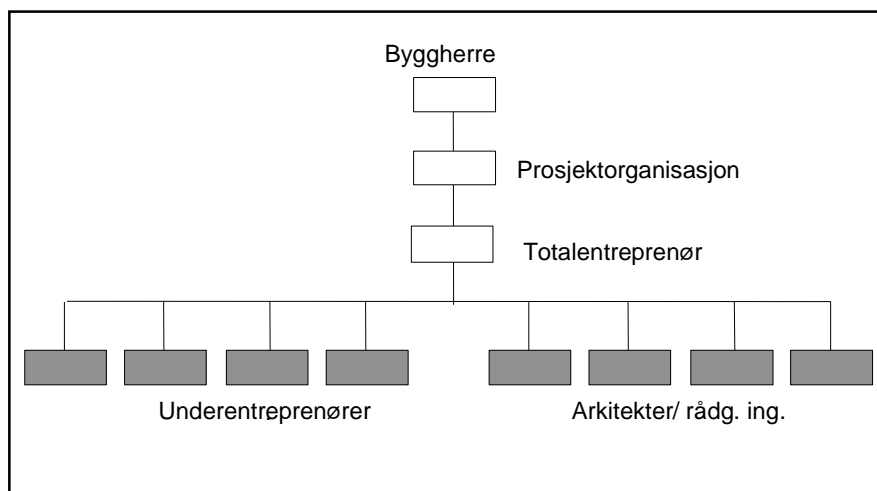 Byggherre
Prosjektorganisasjon
Totalentreprenør
Underentreprenører
Arkitekter/ rådg. ing.